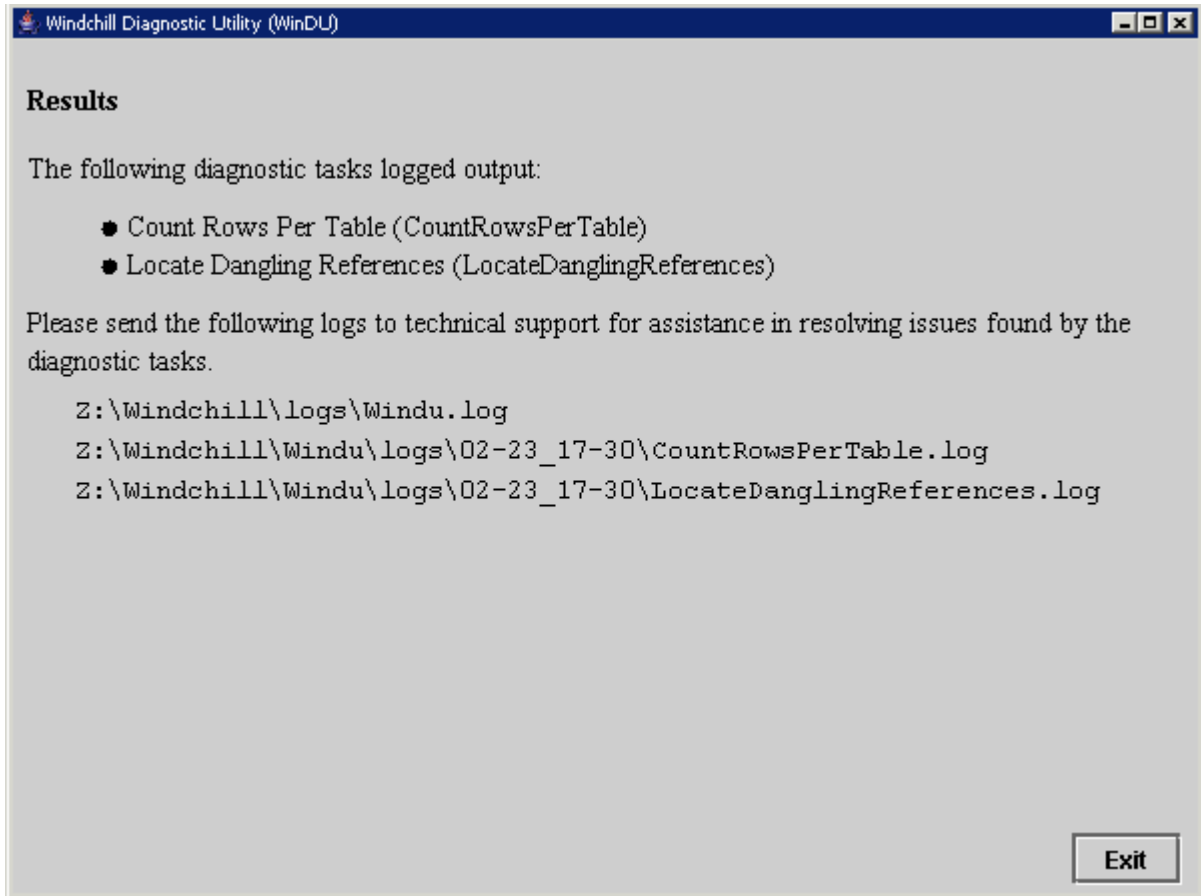 Windchill Diagnostic Utility (WinDU)
Results
The following diagnostic tasks logged output:
Count Rows Per Table (CountRowsPerTable)
Locate Dangling References (LocateDanglingReferences)
Please send the following logs to technical support for assistance in resolving issues found by the
diagnostic tasks.
Z:\Windchill\logs\Windu.log
Z:\Windchill\Windu\logs\02-23_17-30\CountRowsPerTable.log
Z:\Windchill\Windu\logs\02-23_17-30\LocateDanglingReferences.log
Exit